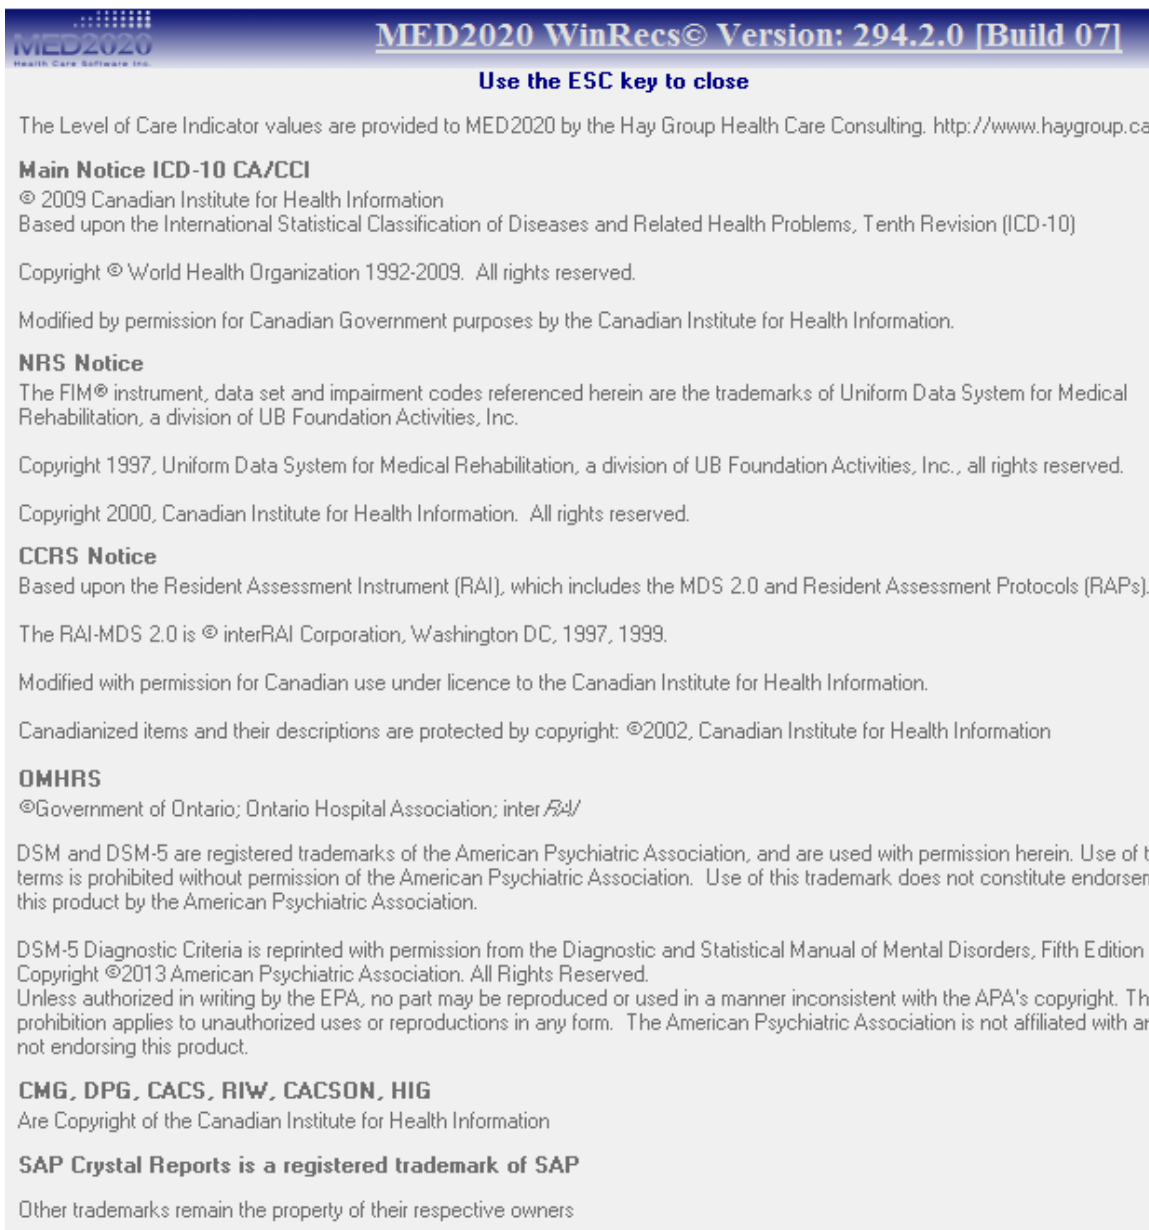 MED2020
Health Care Software Inc.
MED2020 WinRecs© Version: 294.2.0 [Build 07]
Use the ESC key to close
The Level of Care Indicator values are provided to MED2020 by the Hay Group Health Care Consulting. http://www.haygroup.ca
Main Notice ICD-10 CA/CCI
© 2009 Canadian Institute for Health Information
Based upon the International Statistical Classification of Diseases and Related Health Problems, Tenth Revision (ICD-10)
Copyright © World Health Organization 1992-2009.  All rights reserved.
Modified by permission for Canadian Government purposes by the Canadian Institute for Health Information.
NRS Notice
The FIM® instrument, data set and impairment codes referenced herein are the trademarks of Uniform Data System for Medical
Rehabilitation, a division of UB Foundation Activities, Inc.
Copyright 1997, Uniform Data System for Medical Rehabilitation, a division of UB Foundation Activities, Inc., all rights reserved.
Copyright 2000, Canadian Institute for Health Information.  All rights reserved.
CCRS Notice
Based upon the Resident Assessment Instrument (RAI), which includes the MDS 2.0 and Resident Assessment Protocols (RAPs).
The RAI-MDS 2.0 is © interRAI Corporation, Washington DC, 1997, 1999.
Modified with permission for Canadian use under licence to the Canadian Institute for Health Information.
Canadianized items and their descriptions are protected by copyright: ©2002, Canadian Institute for Health Information
OMHRS
©Government of Ontario; Ontario Hospital Association; interRAI
DSM and DSM-5 are registered trademarks of the American Psychiatric Association, and are used with permission herein. Use of t
terms is prohibited without permission of the American Psychiatric Association.  Use of this trademark does not constitute endorse
this product by the American Psychiatric Association.
DSM-5 Diagnostic Criteria is reprinted with permission from the Diagnostic and Statistical Manual of Mental Disorders, Fifth Edition
Copyright ©2013 American Psychiatric Association. All Rights Reserved.
Unless authorized in writing by the EPA, no part may be reproduced or used in a manner inconsistent with the APA's copyright. Th
prohibition applies to unauthorized uses or reproductions in any form.  The American Psychiatric Association is not affiliated with a
not endorsing this product.
CMG, DPG, CACS, RIW, CACSON, HIG
Are Copyright of the Canadian Institute for Health Information
SAP Crystal Reports is a registered trademark of SAP
Other trademarks remain the property of their respective owners